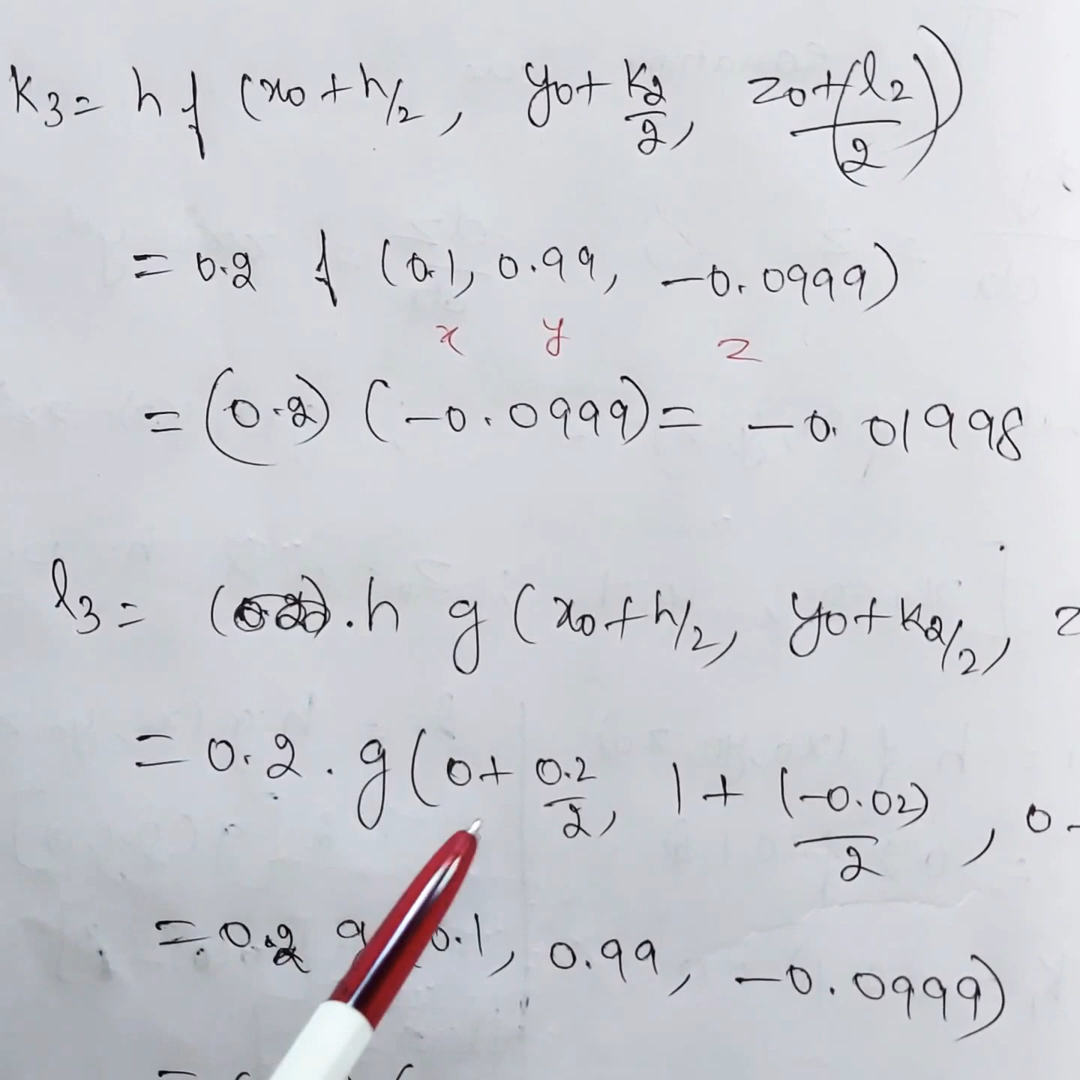 k3 = h f (x0 + h/2, y0 + k2/2, z0 + (l2)/(2))
= 0.2 f (0.1, 0.99, -0.0999)
x y z
= (0.2) (-0.0999) = -0.01998
l3 = . h g (x0 + h/2, y0 + k2/2, z
= 0.2 . g (0 + 0.2/2, 1 + (-0.02)/2, 0
= 0.2 0.1, 0.99, -0.0999)
=